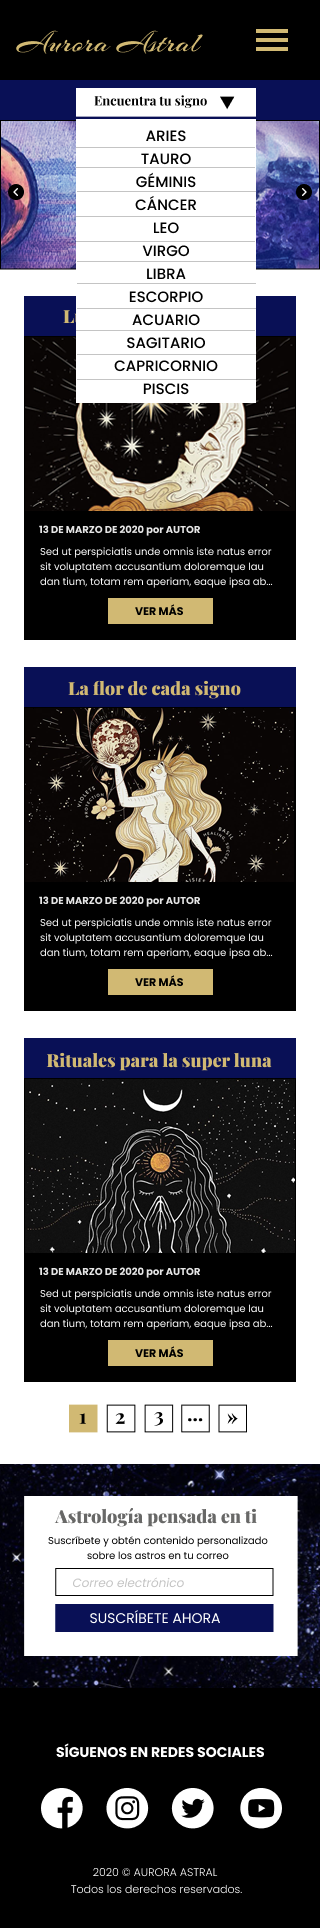 Aurora Astral
Encuentra tu signo
ARIES
TAURO
GÉMINIS
CÁNCER
LEO
VIRGO
LIBRA
ESCORPIO
ACUARIO
SAGITARIO
CAPRICORNIO
PISCIS
13 DE MARZO DE 2020 por AUTOR
Sed ut perspiciatis unde omnis iste natus error
sit voluptatem accusantium doloremque lau
dan tium, totam rem aperiam, eaque ipsa ab...
VER MÁS
La flor de cada signo
VIOLETS
PROTECTION
BASIL
HEALING, SUCCESS
13 DE MARZO DE 2020 por AUTOR
Sed ut perspiciatis unde omnis iste natus error
sit voluptatem accusantium doloremque lau
dan tium, totam rem aperiam, eaque ipsa ab...
VER MÁS
Rituales para la super luna
13 DE MARZO DE 2020 por AUTOR
Sed ut perspiciatis unde omnis iste natus error
sit voluptatem accusantium doloremque lau
dan tium, totam rem aperiam, eaque ipsa ab...
VER MÁS
1 2 3 ... »
Astrología pensada en ti
Suscríbete y obtén contenido personalizado
sobre los astros en tu correo
Correo electrónico
SUSCRÍBETE AHORA
SÍGUENOS EN REDES SOCIALES
2020 © AURORA ASTRAL
Todos los derechos reservados.